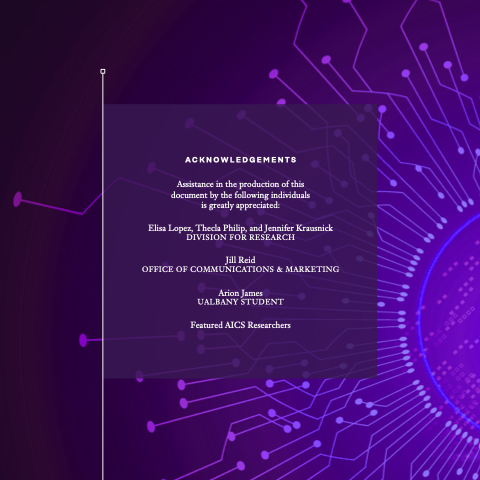 ACKNOWLEDGEMENTS
Assistance in the production of this
document by the following individuals
is greatly appreciated:
Elisa Lopez, Thecla Philip, and Jennifer Krausnick
DIVISION FOR RESEARCH
Jill Reid
OFFICE OF COMMUNICATIONS & MARKETING
Arion James
UALBANY STUDENT
Featured AICS Researchers